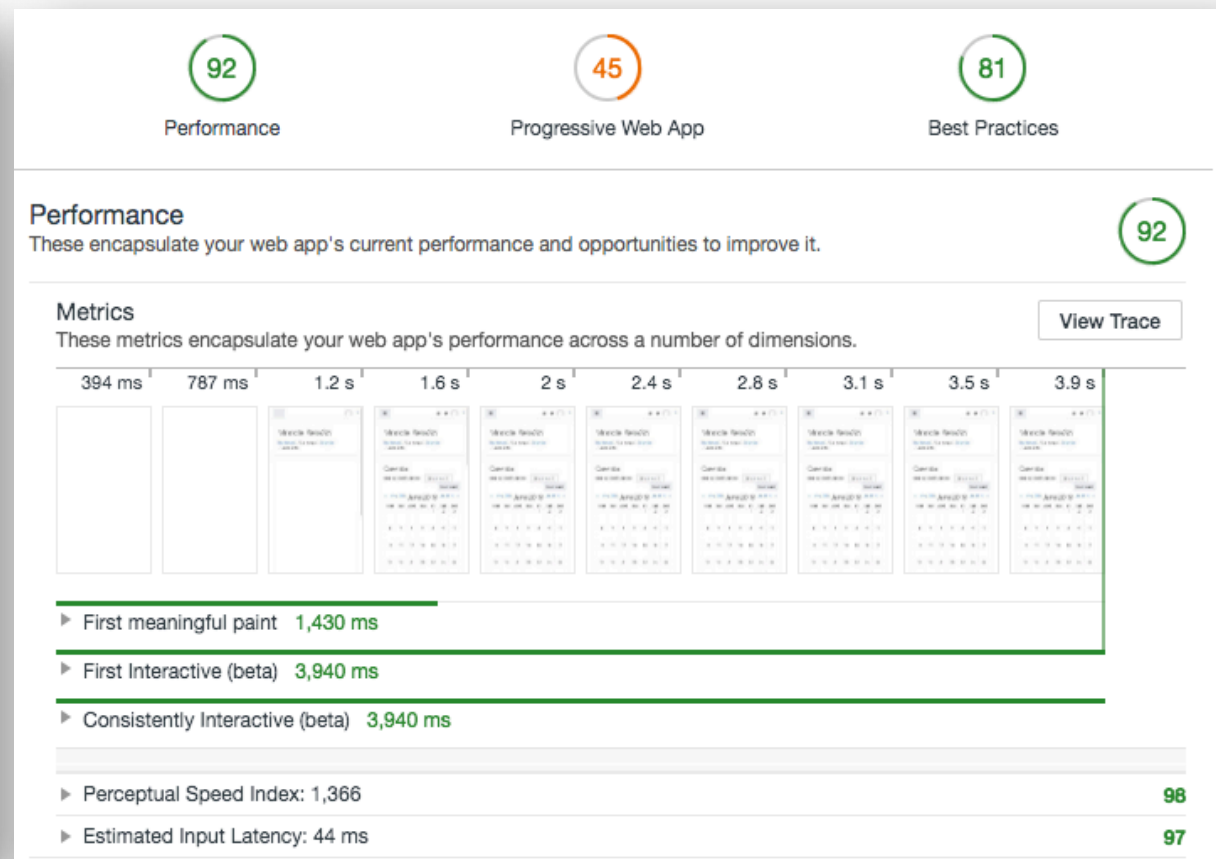 92
45
81
Performance
Progressive Web App
Best Practices
Performance
These encapsulate your web app's current performance and opportunities to improve it.
92
Metrics
These metrics encapsulate your web app's performance across a number of dimensions.
View Trace
394 ms 787 ms 1.2 s 1.6 s 2 s 2.4 s 2.8 s 3.1 s 3.5 s 3.9 s
First meaningful paint 1,430 ms
First Interactive (beta) 3,940 ms
Consistently Interactive (beta) 3,940 ms
Perceptual Speed Index: 1,366 98
Estimated Input Latency: 44 ms 97